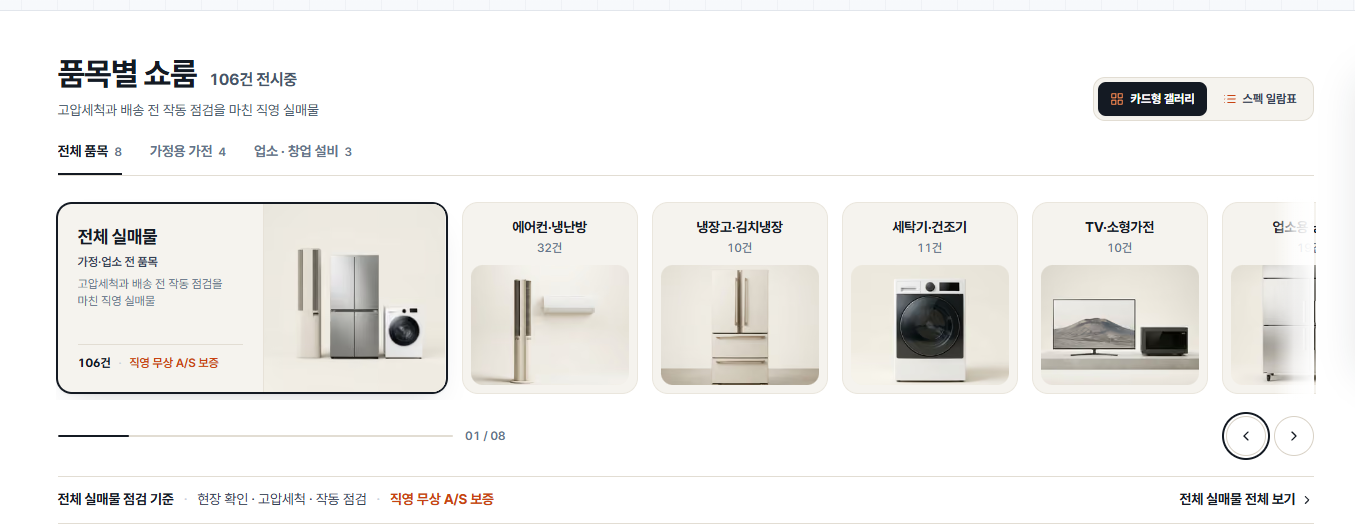 품목별 쇼룸 106건 전시중
고압세척과 배송 전 작동 점검을 마친 직영 실매물
카드형 갤러리
스펙 일람표
전체 품목 8
가정용 가전 4
업소 · 창업 설비 3
전체 실매물
가정·업소 전 품목
고압세척과 배송 전 작동 점검을
마친 직영 실매물
106건 · 직영 무상 A/S 보증
에어컨·냉난방
32건
냉장고·김치냉장
10건
세탁기·건조기
11건
TV·소형가전
10건
업소용
01 / 08
전체 실매물 점검 기준 · 현장 확인 · 고압세척 · 작동 점검 · 직영 무상 A/S 보증
전체 실매물 전체 보기